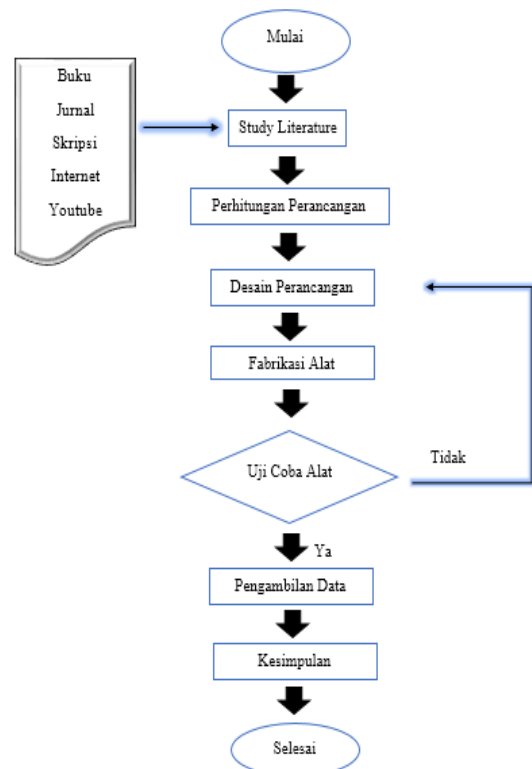 Mulai
Buku
Jurnal
Skripsi
Internet
Youtube
Study Literature
Perhitungan Perancangan
Desain Perancangan
Fabrikasi Alat
Uji Coba Alat
Tidak
Ya
Pengambilan Data
Kesimpulan
Selesai